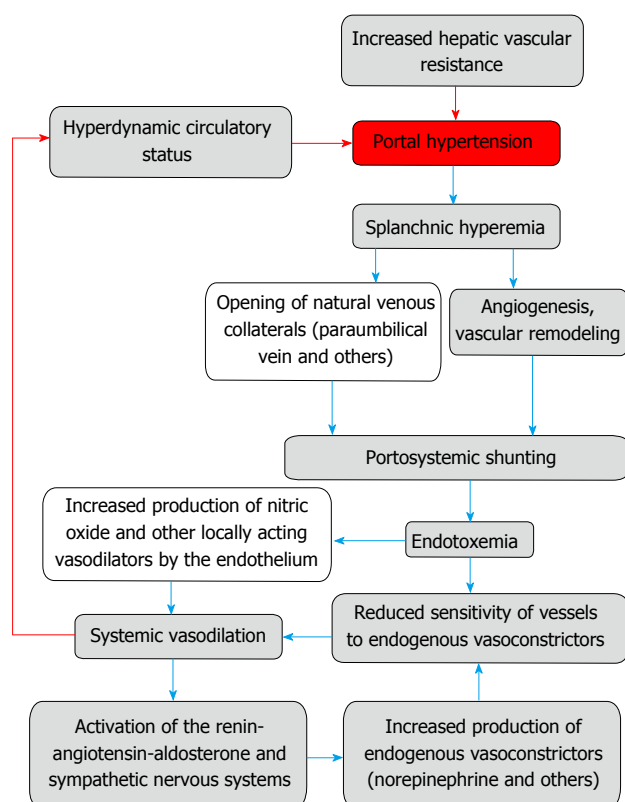 Increased hepatic vascular
resistance
Hyperdynamic circulatory
status
Portal hypertension
Splanchnic hyperemia
Opening of natural venous
collaterals (paraumbilical
vein and others)
Angiogenesis,
vascular remodeling
Portosystemic shunting
Increased production of nitric
oxide and other locally acting
vasodilators by the endothelium
Endotoxemia
Reduced sensitivity of vessels
to endogenous vasoconstrictors
Systemic vasodilation
Activation of the renin-
angiotensin-aldosterone and
sympathetic nervous systems
Increased production of
endogenous vasoconstrictors
(norepinephrine and others)